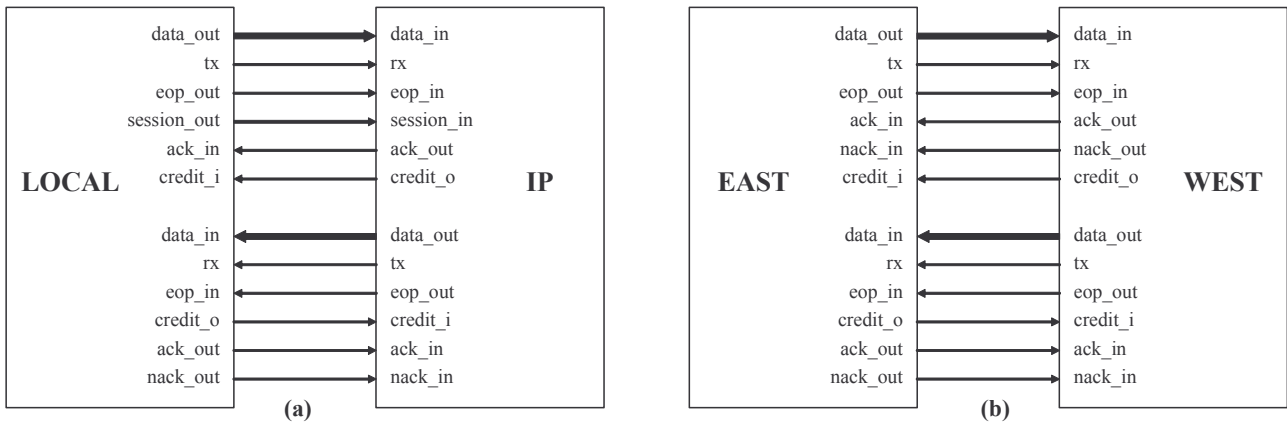 data_out data_in
tx rx
eop_out eop_in
session_out session_in
ack_in ack_out
LOCAL credit_i credit_o IP
data_in data_out
rx tx
eop_in eop_out
credit_o credit_i
ack_out ack_in
nack_out nack_in
(a)
data_out data_in
tx rx
eop_out eop_in
ack_in ack_out
nack_in nack_out
EAST credit_i credit_o WEST
data_in data_out
rx tx
eop_in eop_out
credit_o credit_i
ack_out ack_in
nack_out nack_in
(b)